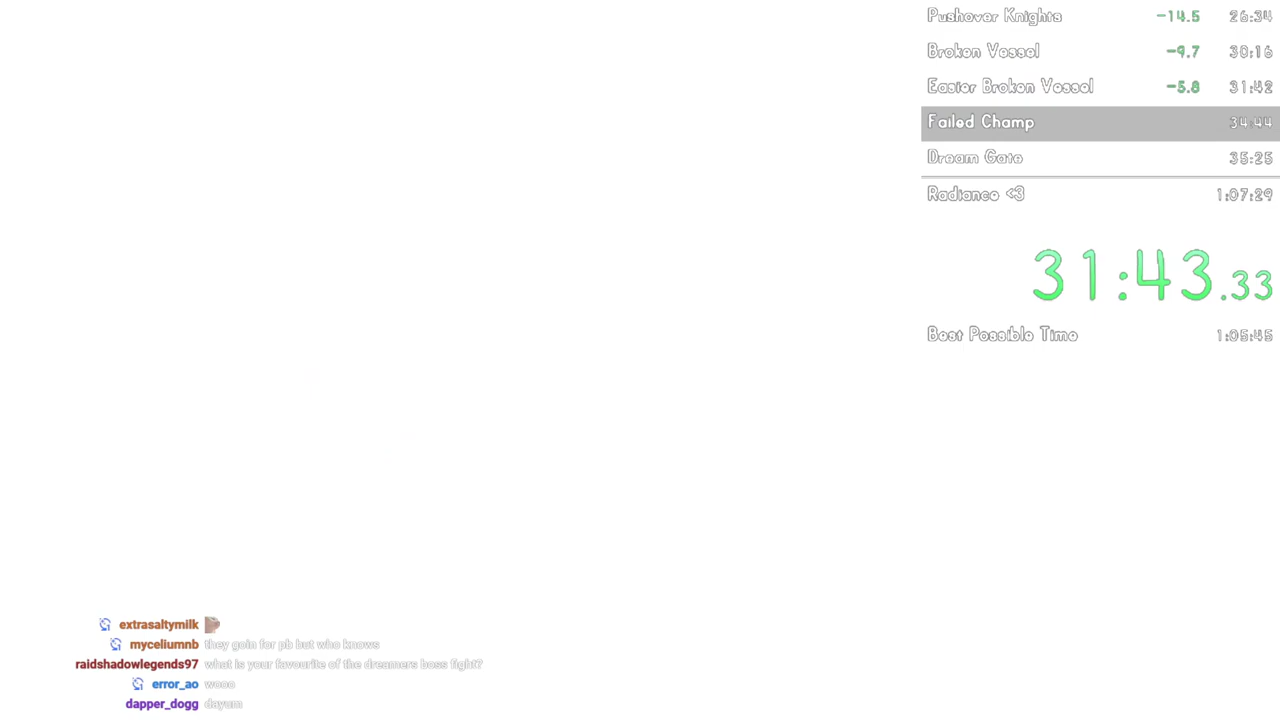 Pushover Knights -14.5 26:34
Broken Vessel -9.7 30:16
Easier Broken Vessel -5.8 31:42
Failed Champ 34:44
Dream Gate 35:25
Radiance <3 1:07:29
31:43.33
Best Possible Time 1:05:45
extrasaltymilk
myceliumnb they goin for pb but who knows
raidshadowlegends97 what is your favourite of the dreamers boss fight?
error_ao wooo
dapper_dogg dayum